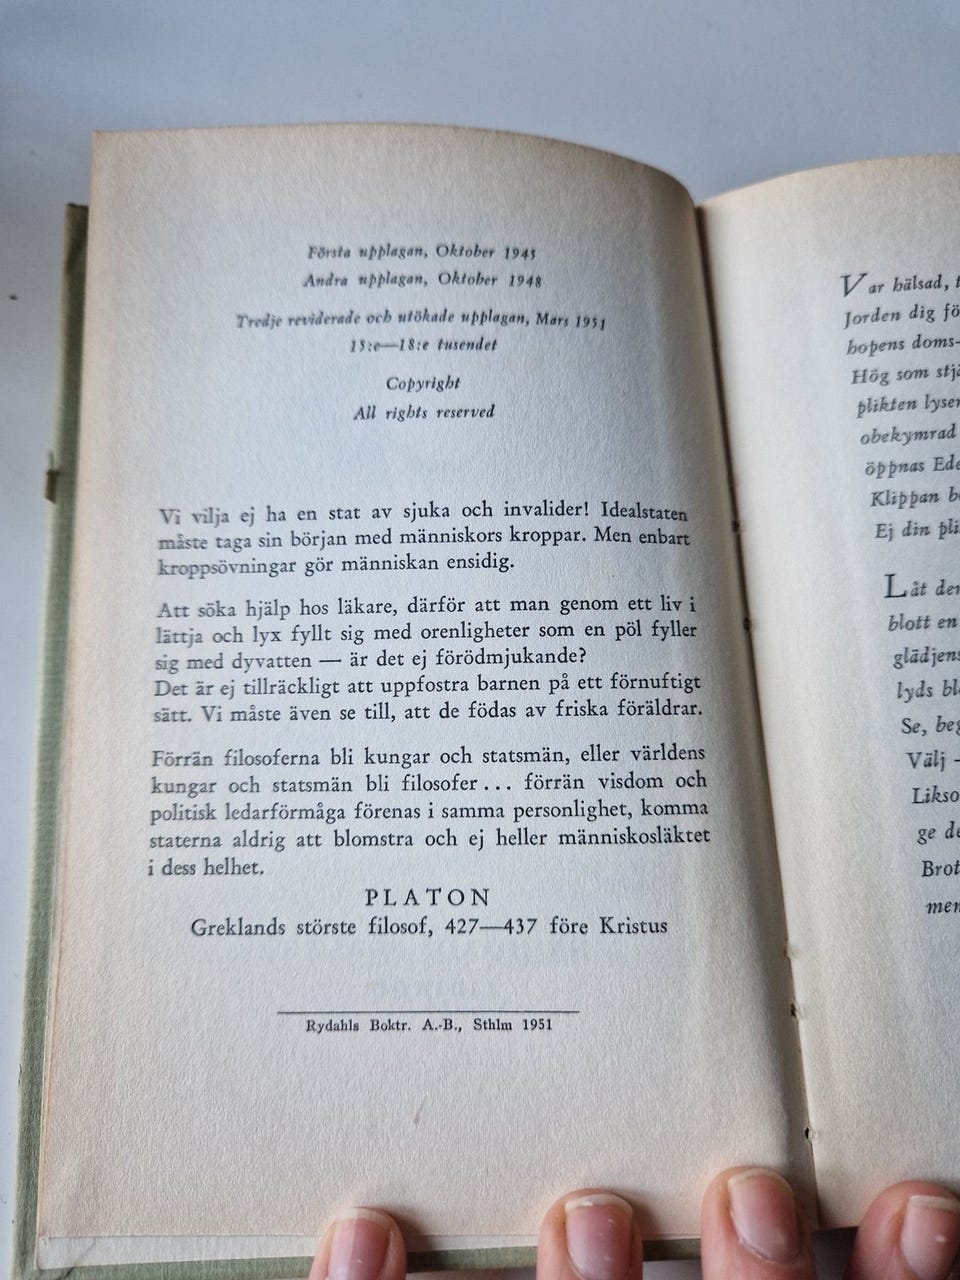 Första upplagan, Oktober 1945
Andra upplagan, Oktober 1948
Tredje reviderade och utökade upplagan, Mars 1951
15:e—18:e tusendet
Copyright
All rights reserved
Vi vilja ej ha en stat av sjuka och invalider! Idealstaten
måste taga sin början med människors kroppar. Men enbart
kroppsövningar gör människan ensidig.
Att söka hjälp hos läkare, därför att man genom ett liv i
lättja och lyx fyllt sig med orenligheter som en pöl fyller
sig med dyvatten — är det ej förödmjukande?
Det är ej tillräckligt att uppfostra barnen på ett förnuftigt
sätt. Vi måste även se till, att de födas av friska föräldrar.
Förrän filosoferna bli kungar och statsmän, eller världens
kungar och statsmän bli filosofer... förrän visdom och
politisk ledarförmåga förenas i samma personlighet, komma
staterna aldrig att blomstra och ej heller människosläktet
i dess helhet.
PLATON
Greklands störste filosof, 427—437 före Kristus
Rydahls Boktr. A.-B., Sthlm 1951
Var hälsad,
Jorden dig
hopens doms-
Hög som
plikten
obekymrad
öppnas
Klippan
Ej din
Låt
blott en
lyds
Se,
Välj —
ge